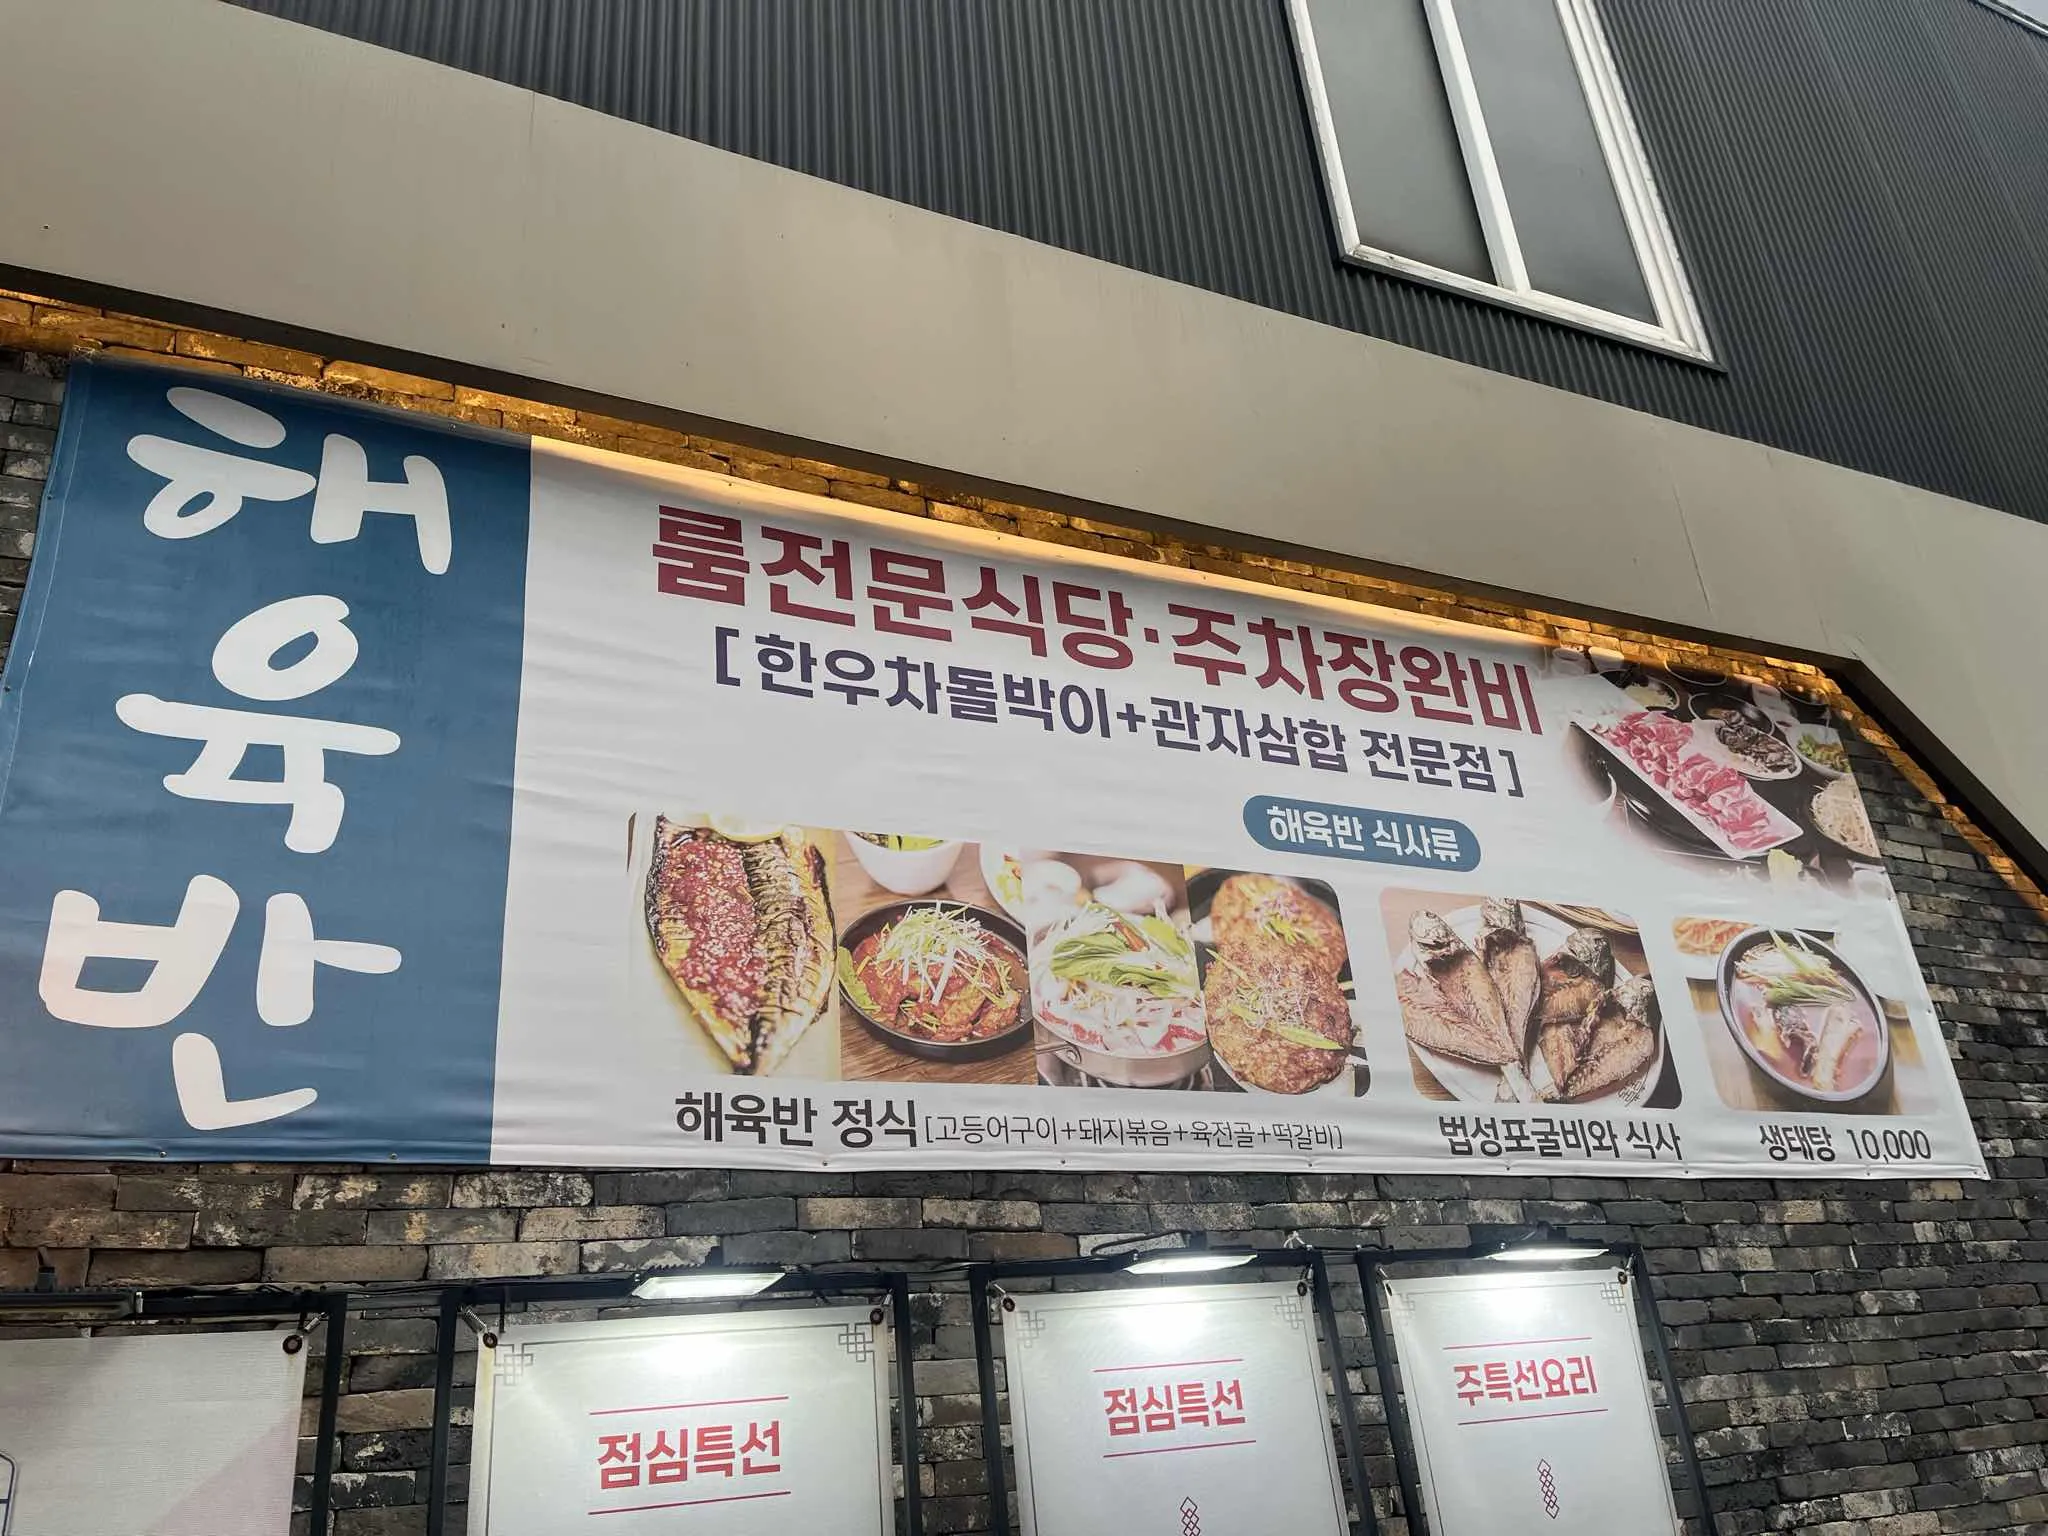 해육반
룸전문식당·주차장완비
[한우차돌박이+관자삼합 전문점]
해육반 식사류
해육반 정식[고등어구이+돼지볶음+육전골+떡갈비]
법성포굴비와 식사
생태탕 10,000
점심특선
점심특선
주특선요리